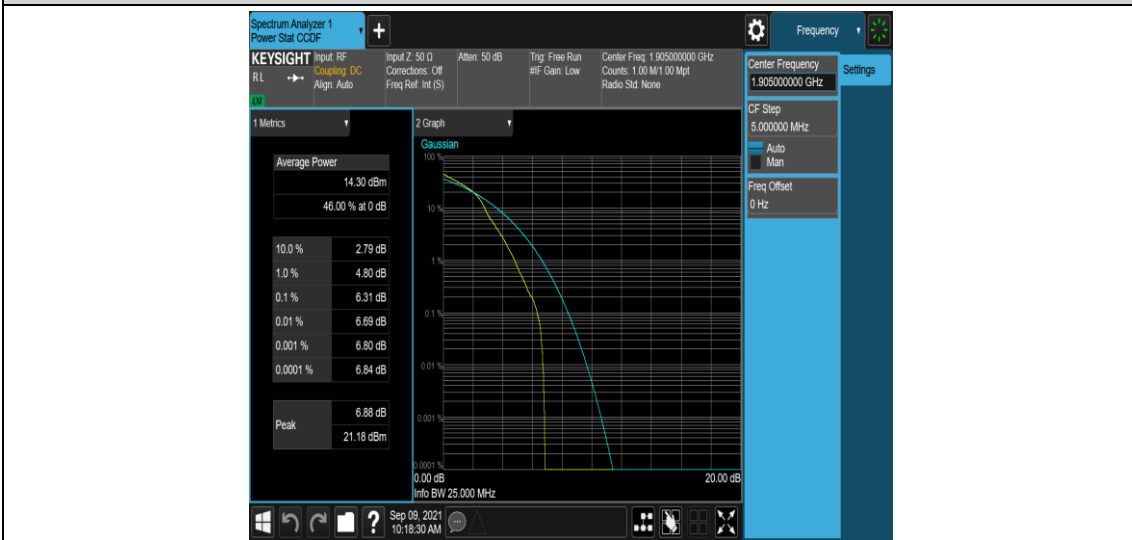 Spectrum Analyzer 1
Power Stat CCDF
+
Frequency
KEYSIGHT
RL
LXI
Input: RF
Coupling: DC
Align: Auto
Input Z: 50 Ω
Corrections: Off
Freq Ref: Int (S)
Atten: 50 dB
Trig: Free Run
#IF Gain: Low
Center Freq: 1.905000000 GHz
Counts: 1.00 M/1.00 Mpt
Radio Std: None
Center Frequency
1.905000000 GHz
Settings
CF Step
5.000000 MHz
Auto
Man
Freq Offset
0 Hz
1 Metrics
Average Power
14.30 dBm
46.00 % at 0 dB
10.0 % 2.79 dB
1.0 % 4.80 dB
0.1 % 6.31 dB
0.01 % 6.69 dB
0.001 % 6.80 dB
0.0001 % 6.84 dB
Peak
6.88 dB
21.18 dBm
2 Graph
Gaussian
100 %
10 %
1 %
0.1 %
0.01 %
0.001 %
0.0001 %
0.00 dB 20.00 dB
Info BW 25.000 MHz
?
Sep 09, 2021
10:18:30 AM